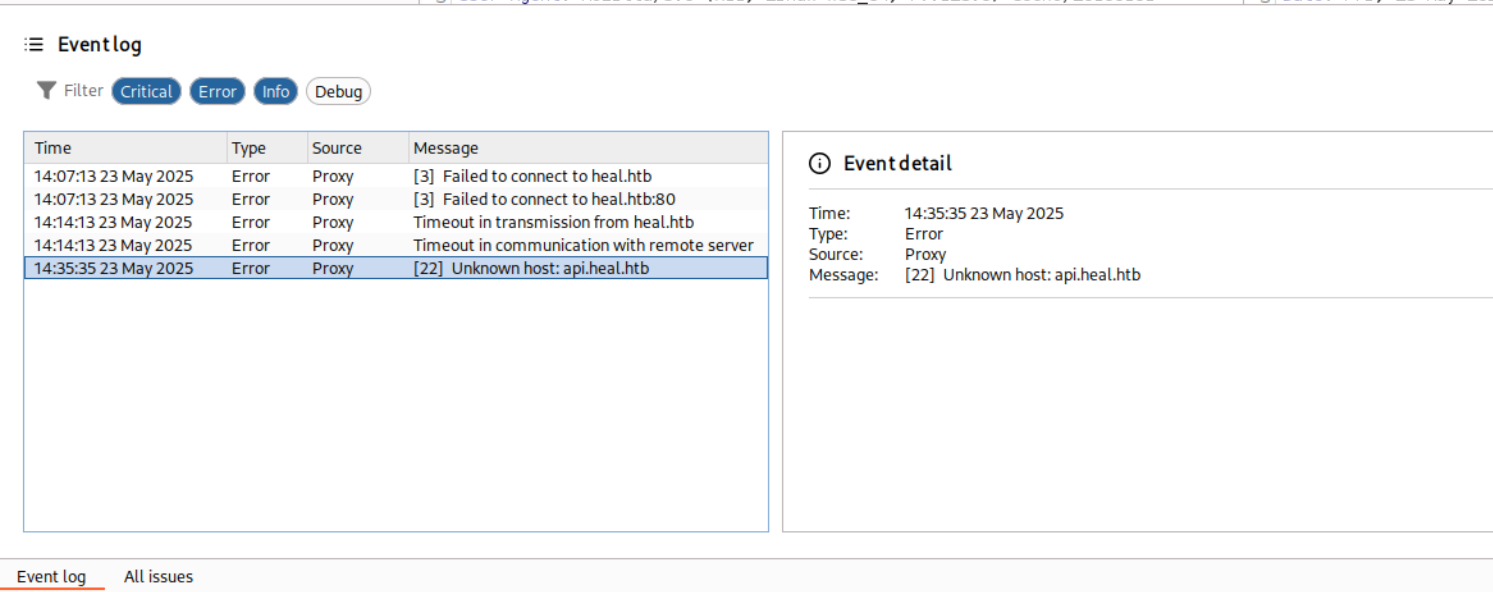 Event log
Filter Critical Error Info Debug
Time Type Source Message
14:07:13 23 May 2025 Error Proxy [3] Failed to connect to heal.htb
14:07:13 23 May 2025 Error Proxy [3] Failed to connect to heal.htb:80
14:14:13 23 May 2025 Error Proxy Timeout in transmission from heal.htb
14:14:13 23 May 2025 Error Proxy Timeout in communication with remote server
14:35:35 23 May 2025 Error Proxy [22] Unknown host: api.heal.htb
Event detail
Time: 14:35:35 23 May 2025
Type: Error
Source: Proxy
Message: [22] Unknown host: api.heal.htb
Event log All issues